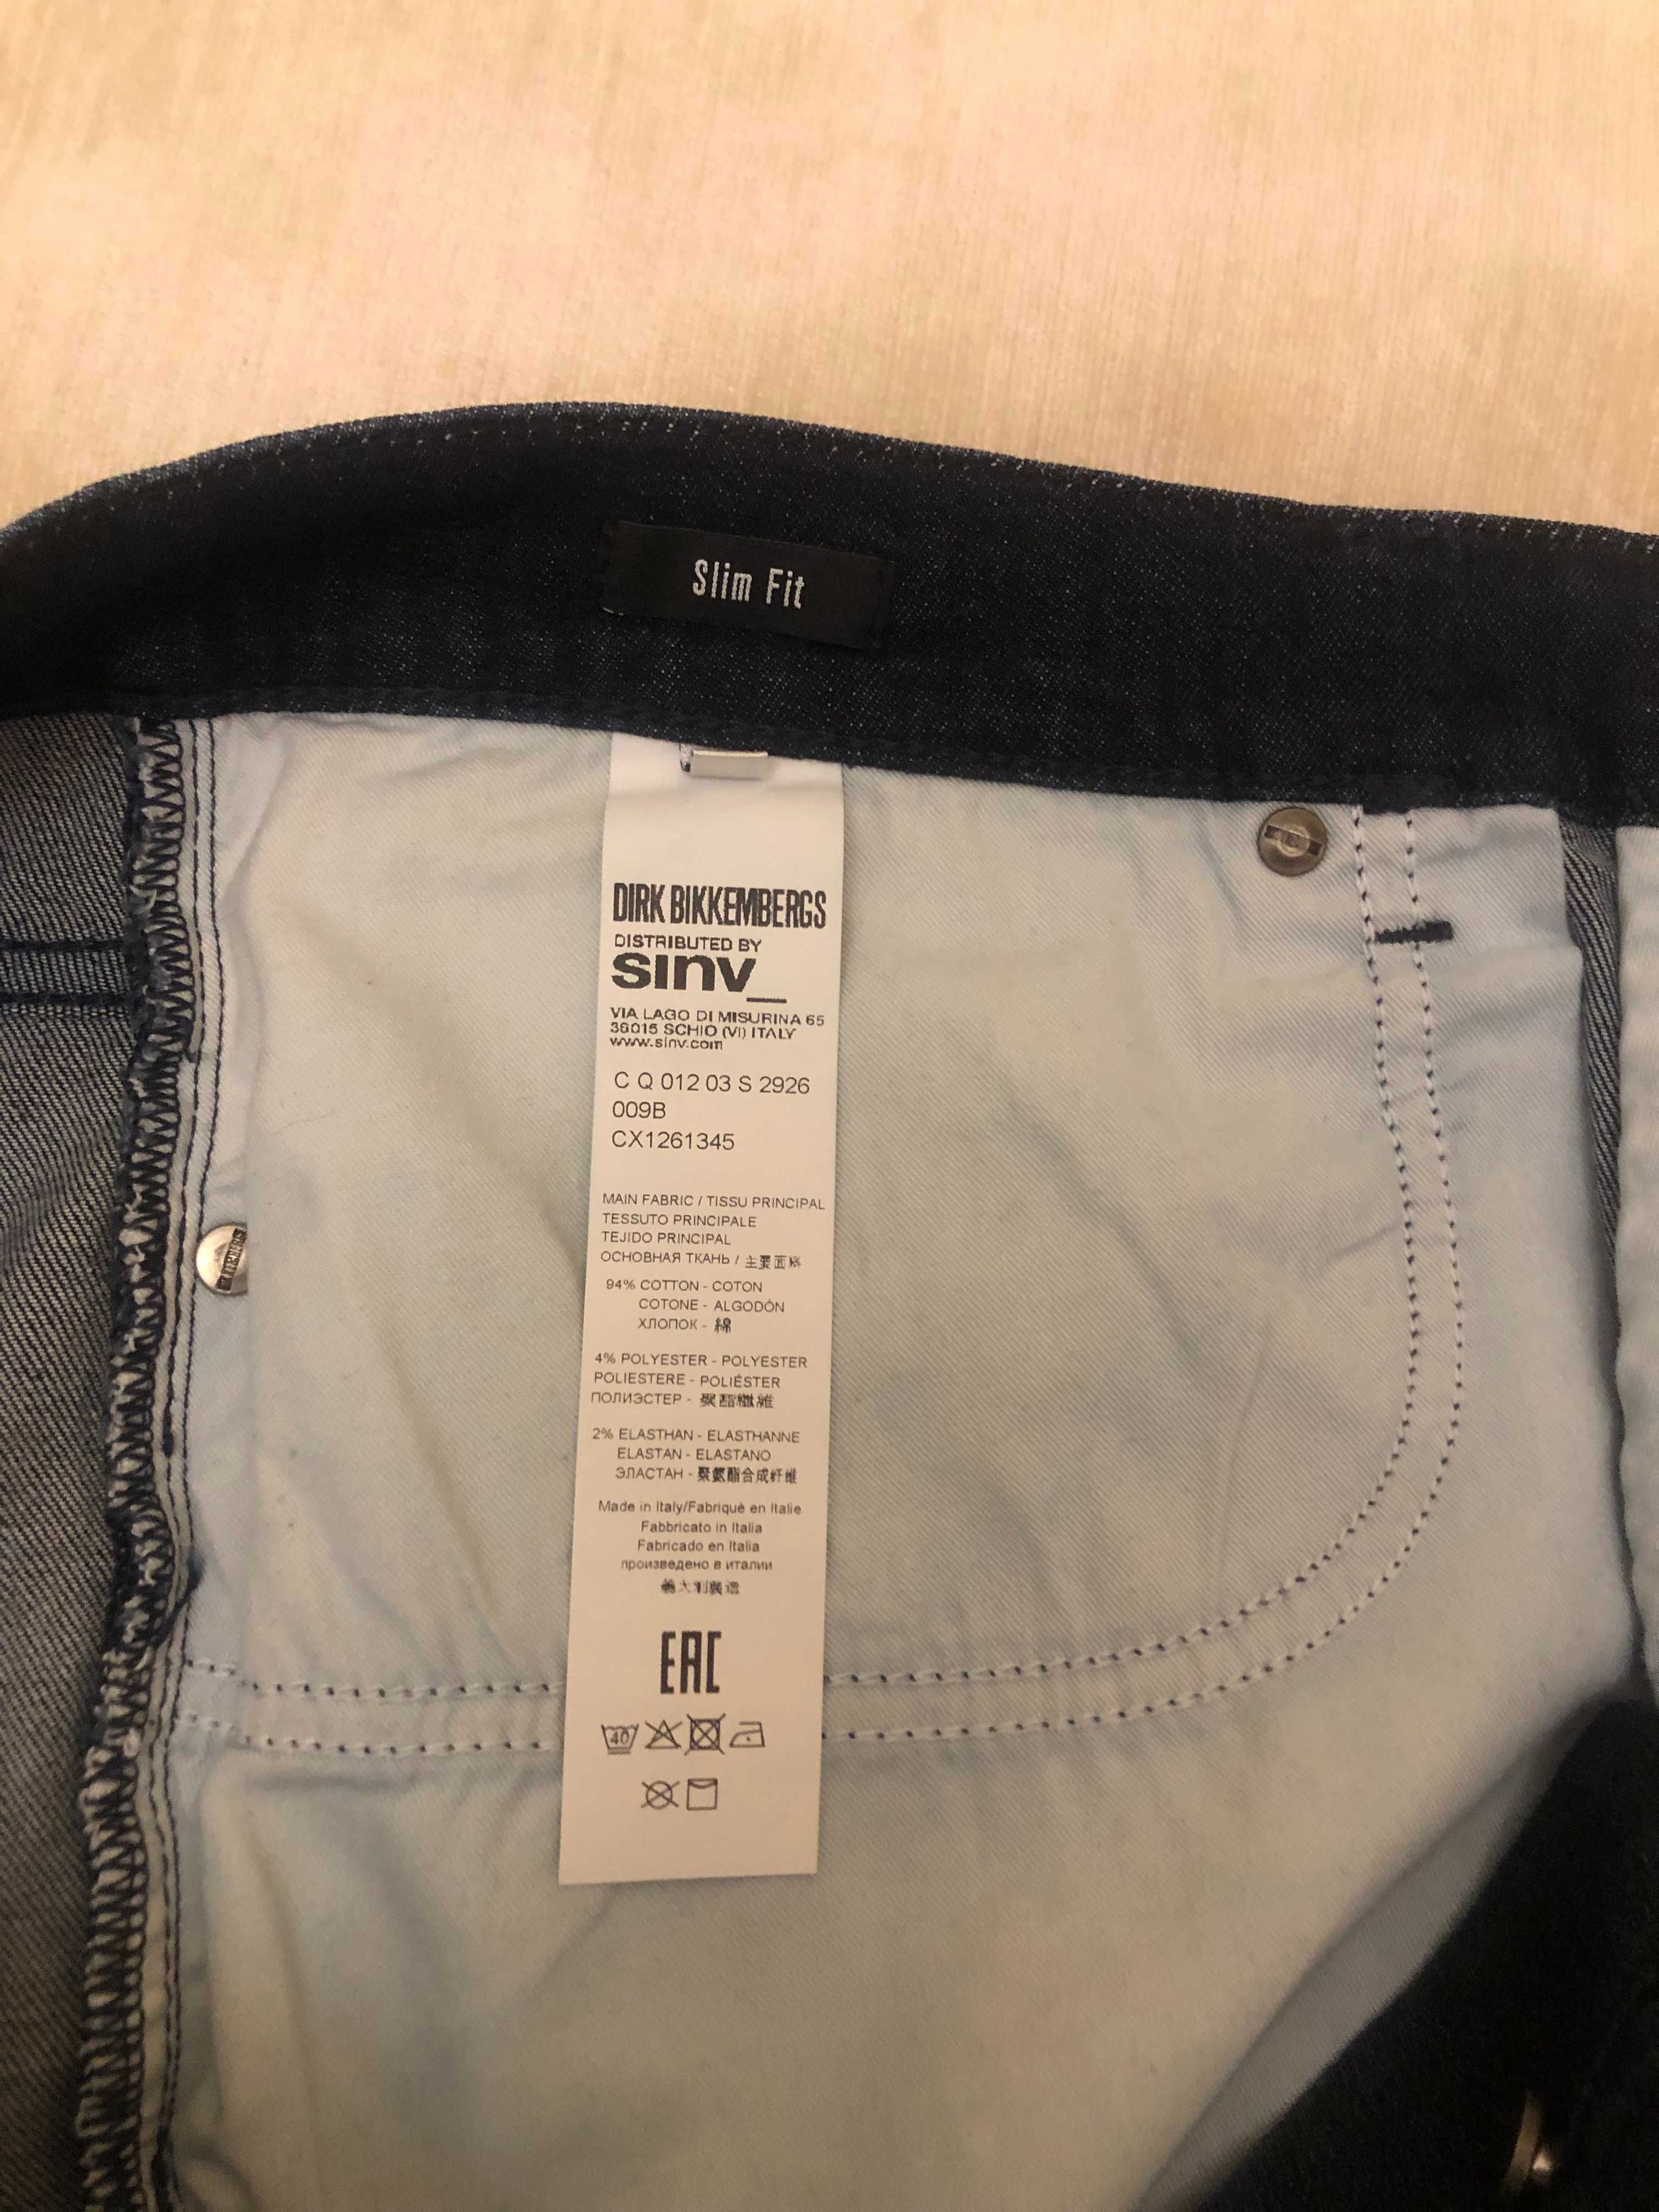 Slim Fit
DIRK BIKKEMBERGS
DISTRIBUTED BY
sinv_
VIA LAGO DI MISURINA 65
36015 SCHIO (VI) ITALY
www.sinv.com
C Q 012 03 S 2926
009B
CX1261345
MAIN FABRIC / TISSU PRINCIPAL
TESSUTO PRINCIPALE
TEJIDO PRINCIPAL
ОСНОВНАЯ ТКАНЬ / 主要面料
94% COTTON - COTON
COTONE - ALGODÓN
ХЛОПОК - 綿
4% POLYESTER - POLYESTER
POLIESTERE - POLIÉSTER
ПОЛИЭСТЕР - 聚酯纖維
2% ELASTHAN - ELASTHANNE
ELASTAN - ELASTANO
ЭЛАСТАН - 聚氨酯合成纤维
Made in Italy/Fabriqué en Italie
Fabbricato in Italia
Fabricado en Italia
произведено в италии
義大利製造
EAC
40